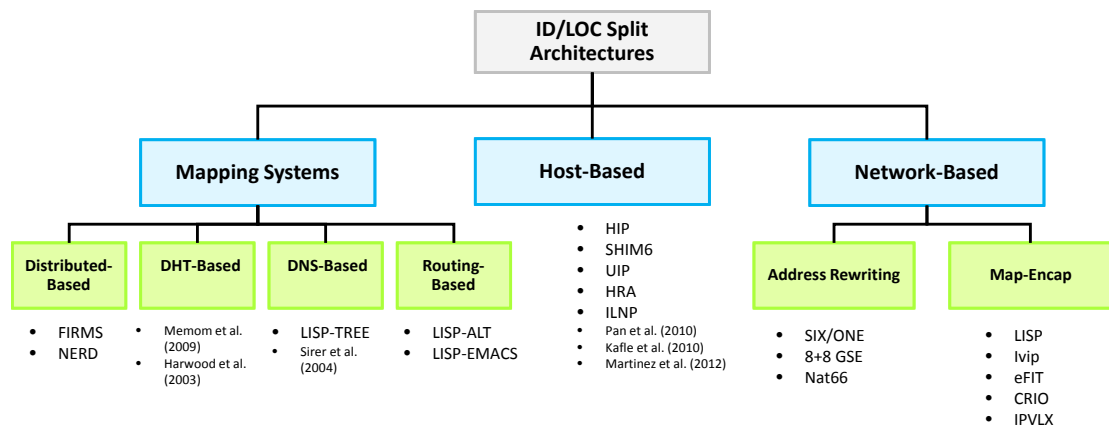 ID/LOC Split
Architectures
Mapping Systems
Host-Based
Network-Based
Distributed-
Based
DHT-Based
DNS-Based
Routing-
Based
Address Rewriting
Map-Encap
• FIRMS
• NERD
• Memom et al.
(2009)
• Harwood et al.
(2003)
• LISP-TREE
• Sirer et al.
(2004)
• LISP-ALT
• LISP-EMACS
• HIP
• SHIM6
• UIP
• HRA
• ILNP
• Pan et al. (2010)
• Kafle et al. (2010)
• Martinez et al. (2012)
• SIX/ONE
• 8+8 GSE
• Nat66
• LISP
• Ivip
• eFIT
• CRIO
• IPVLX